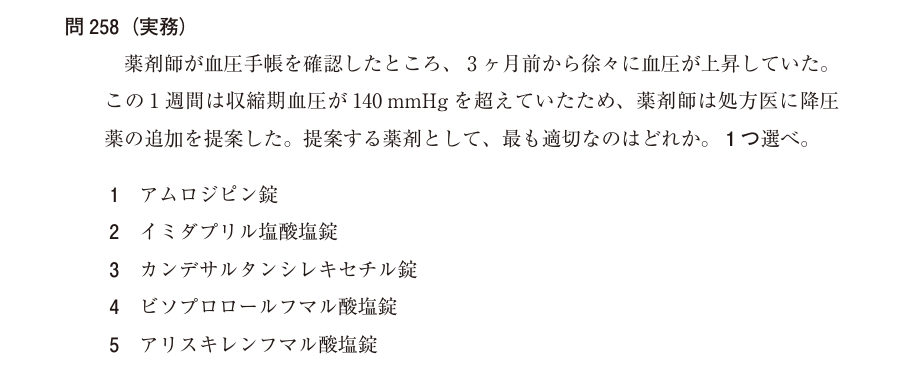 問 258（実務）
薬剤師が血圧手帳を確認したところ、３ヶ月前から徐々に血圧が上昇していた。
この１週間は収縮期血圧が 140 mmHg を超えていたため、薬剤師は処方医に降圧
薬の追加を提案した。提案する薬剤として、最も適切なのはどれか。１つ選べ。
1 アムロジピン錠
2 イミダプリル塩酸塩錠
3 カンデサルタンシレキセチル錠
4 ビソプロロールフマル酸塩錠
5 アリスキレンフマル酸塩錠